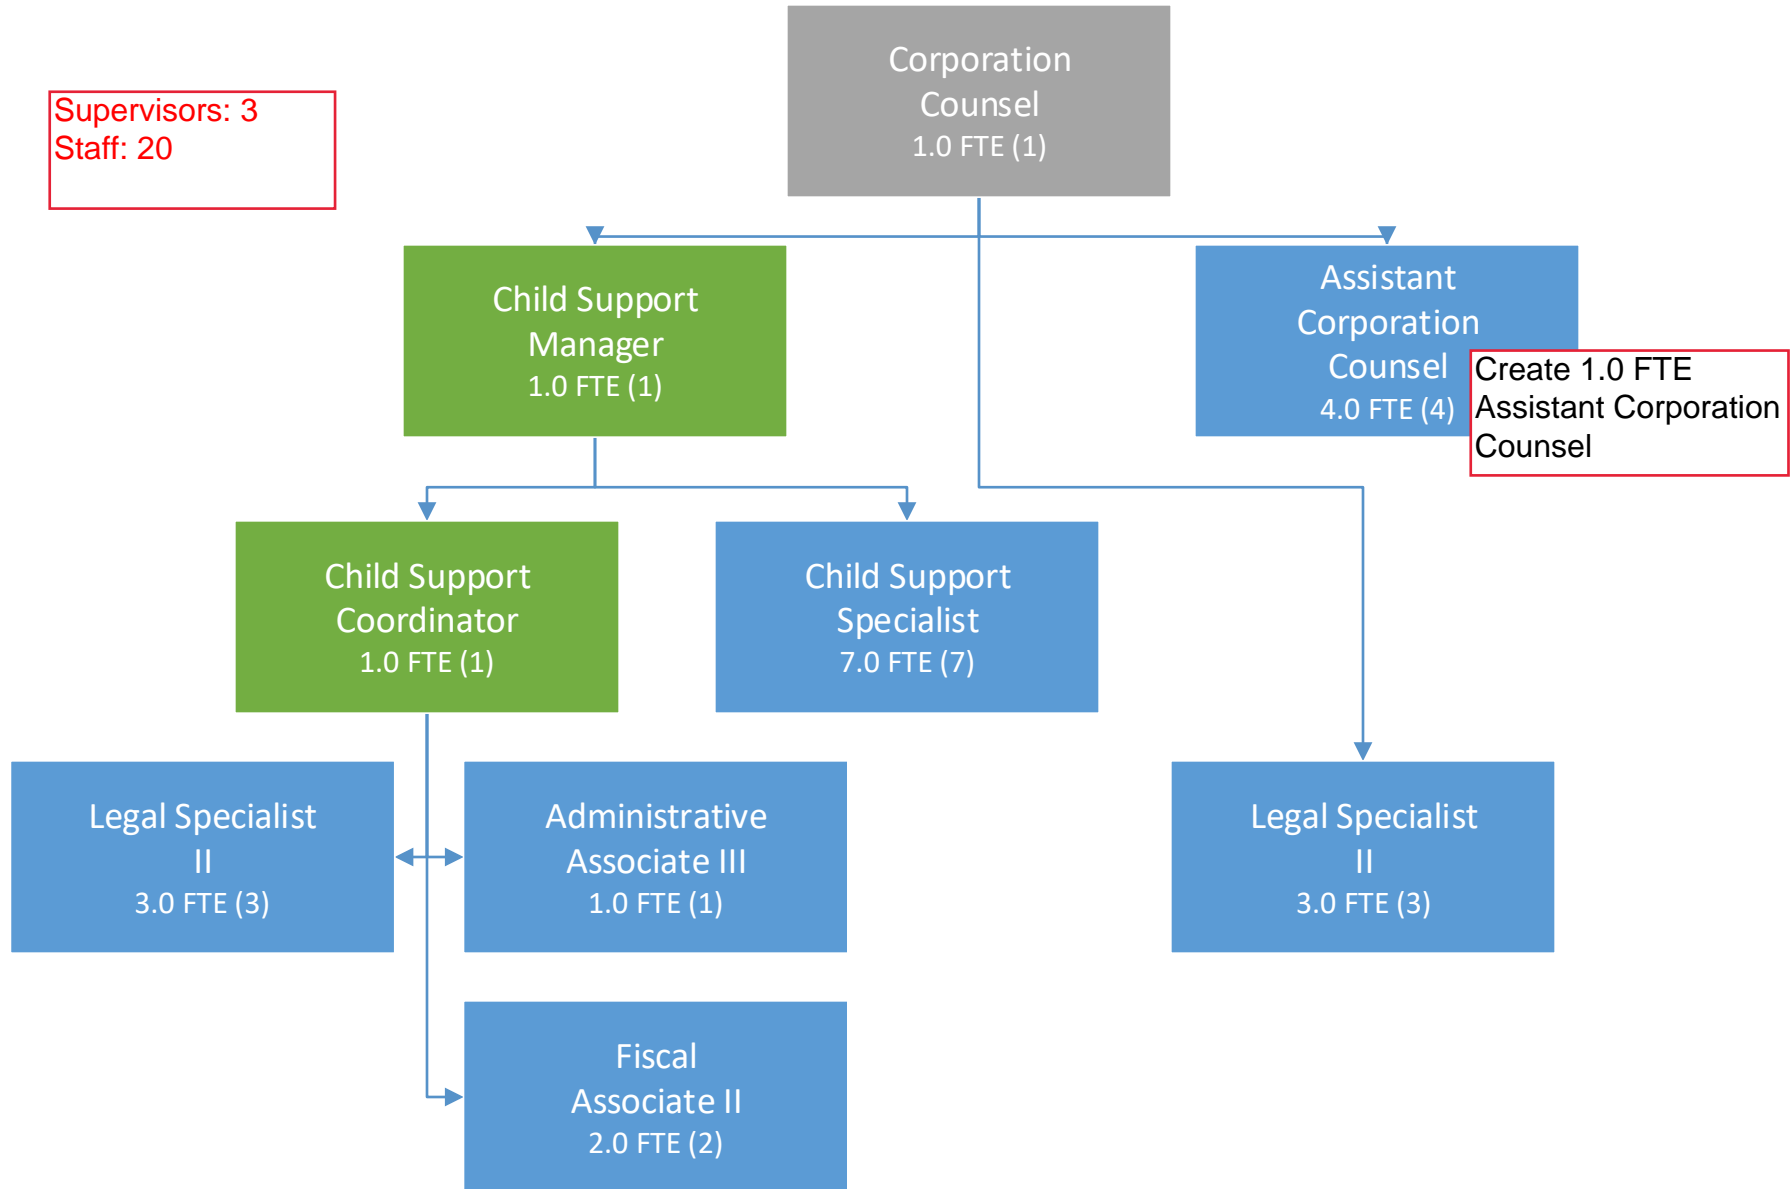 Supervisors: 3
Staff: 20
Corporation
Counsel
1.0 FTE (1)
Child Support
Manager
1.0 FTE (1)
Assistant
Corporation
Counsel
4.0 FTE (4)
Create 1.0 FTE
Assistant Corporation
Counsel
Child Support
Coordinator
1.0 FTE (1)
Child Support
Specialist
7.0 FTE (7)
Legal Specialist
II
3.0 FTE (3)
Administrative
Associate III
1.0 FTE (1)
Legal Specialist
II
3.0 FTE (3)
Fiscal
Associate II
2.0 FTE (2)